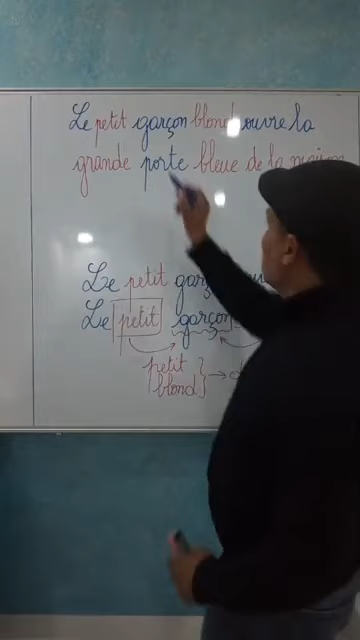 Le petit garçon blond ouvre la
grande porte bleue de la maison
Le petit
Le petit garçon
petit
blond